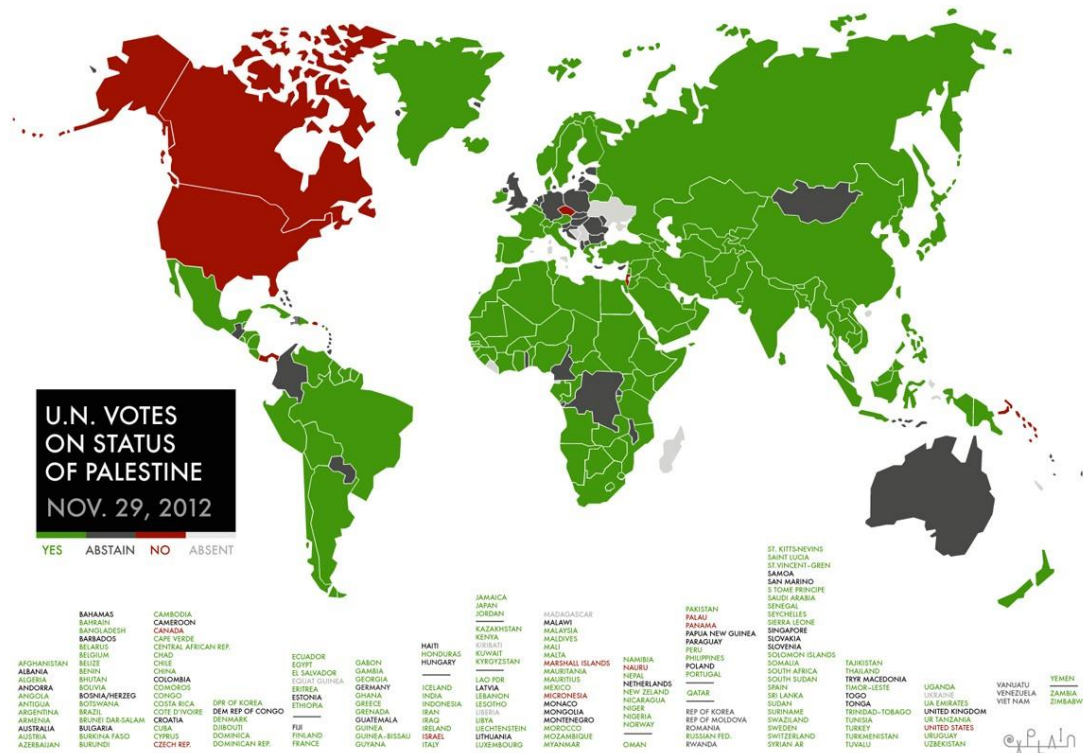 U.N. VOTES
ON STATUS
OF PALESTINE
NOV. 29, 2012
YES ABSTAIN NO ABSENT
AFGHANISTAN
ALBANIA
ALGERIA
ANDORRA
ANGOLA
ANTIGUA
ARGENTINA
ARMENIA
AUSTRALIA
AUSTRIA
AZERBAIJAN
BAHAMAS
BAHRAIN
BANGLADESH
BARBADOS
BELARUS
BELGIUM
BELIZE
BENIN
BHUTAN
BOLIVIA
BOSNIA/HERZEG
BOTSWANA
BRAZIL
BRUNEI DAR-SALAM
BULGARIA
BURKINA FASO
BURUNDI
CAMBODIA
CAMEROON
CANADA
CAPE VERDE
CENTRAL AFRICAN REP.
CHAD
CHILE
CHINA
COLOMBIA
COMOROS
CONGO
COSTA RICA
COTE D'IVOIRE
CROATIA
CUBA
CYPRUS
CZECH REP.
DPR OF KOREA
DEM REP OF CONGO
DENMARK
DJIBOUTI
DOMINICA
DOMINICAN REP.
ECUADOR
EGYPT
EL SALVADOR
EQUAT GUINEA
ERITREA
ESTONIA
ETHIOPIA
FIJI
FINLAND
FRANCE
GABON
GAMBIA
GEORGIA
GERMANY
GHANA
GREECE
GRENADA
GUATEMALA
GUINEA
GUINEA-BISSAU
GUYANA
HAITI
HONDURAS
HUNGARY
ICELAND
INDIA
INDONESIA
IRAN
IRAQ
IRELAND
ISRAEL
ITALY
JAMAICA
JAPAN
JORDAN
KAZAKHSTAN
KENYA
KIRIBATI
KUWAIT
KYRGYZSTAN
LAO PDR
LATVIA
LEBANON
LESOTHO
LIBERIA
LIBYA
LIECHTENSTEIN
LITHUANIA
LUXEMBOURG
MADAGASCAR
MALAWI
MALAYSIA
MALDIVES
MALI
MALTA
MARSHALL ISLANDS
MAURITANIA
MAURITIUS
MEXICO
MICRONESIA
MONACO
MONGOLIA
MONTENEGRO
MOROCCO
MOZAMBIQUE
MYANMAR
NAMIBIA
NAURU
NEPAL
NETHERLANDS
NEW ZELAND
NICARAGUA
NIGER
NIGERIA
NORWAY
OMAN
PAKISTAN
PALAU
PANAMA
PAPUA NEW GUINEA
PARAGUAY
PERU
PHILIPPINES
POLAND
PORTUGAL
QATAR
REP OF KOREA
REP OF MOLDOVA
ROMANIA
RUSSIAN FED.
RWANDA
ST. KITTS-NEVINS
SAINT LUCIA
ST.VINCENT-GREN
SAMOA
SAN MARINO
S TOME PRINCIPE
SAUDI ARABIA
SENEGAL
SEYCHELLES
SIERRA LEONE
SINGAPORE
SLOVAKIA
SLOVENIA
SOLOMON ISLANDS
SOMALIA
SOUTH AFRICA
SOUTH SUDAN
SPAIN
SRI LANKA
SUDAN
SURINAME
SWAZILAND
SWEDEN
SWITZERLAND
SYRIAN AR
TAJIKISTAN
THAILAND
TRYR MACEDONIA
TIMOR-LESTE
TOGO
TONGA
TRINIDAD-TOBAGO
TUNISIA
TURKEY
TURKMENISTAN
TUVALU
UGANDA
UKRAINE
UA EMIRATES
UNITED KINGDOM
UR TANZANIA
UNITED STATES
URUGUAY
UZBEKISTAN
VANUATU
VENEZUELA
VIET NAM
YEMEN
ZAMBIA
ZIMBABW